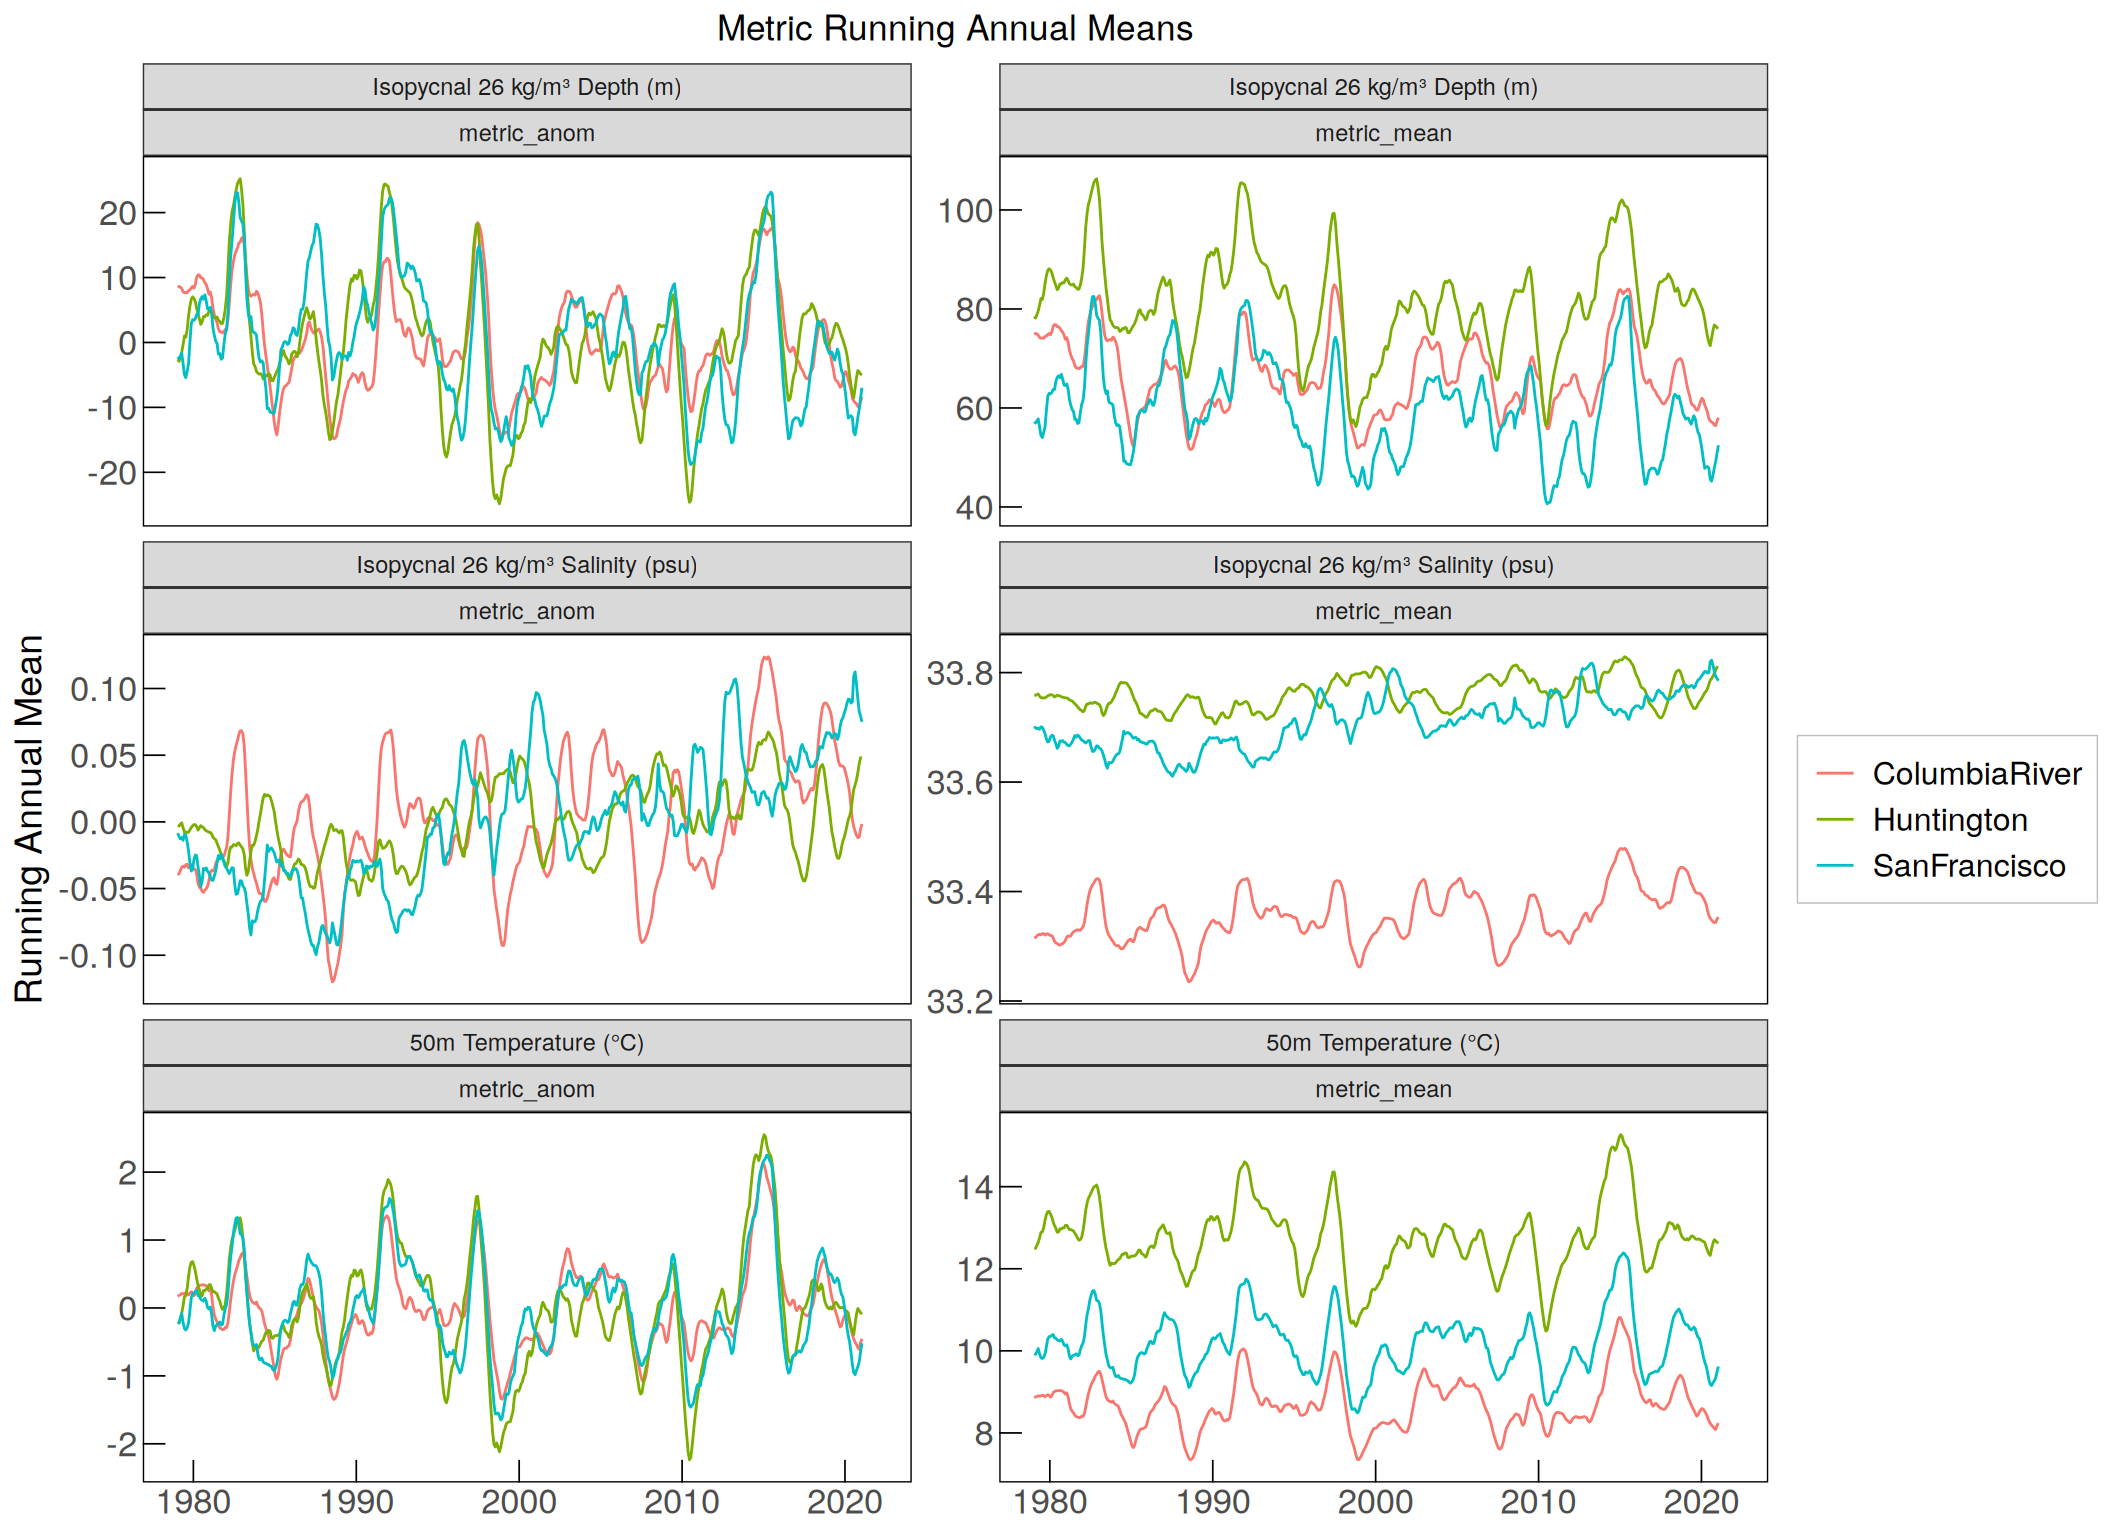 Metric Running Annual Means
Isopycnal 26 kg/m³ Depth (m)
metric_anom
20
10
0
-10
-20
Isopycnal 26 kg/m³ Depth (m)
metric_mean
100
80
60
40
Isopycnal 26 kg/m³ Salinity (psu)
metric_anom
0.10
0.05
0.00
-0.05
-0.10
Isopycnal 26 kg/m³ Salinity (psu)
metric_mean
33.8
33.6
33.4
33.2
50m Temperature (°C)
metric_anom
2
1
0
-1
-2
1980 1990 2000 2010 2020
50m Temperature (°C)
metric_mean
14
12
10
8
1980 1990 2000 2010 2020
Running Annual Mean
ColumbiaRiver
Huntington
SanFrancisco